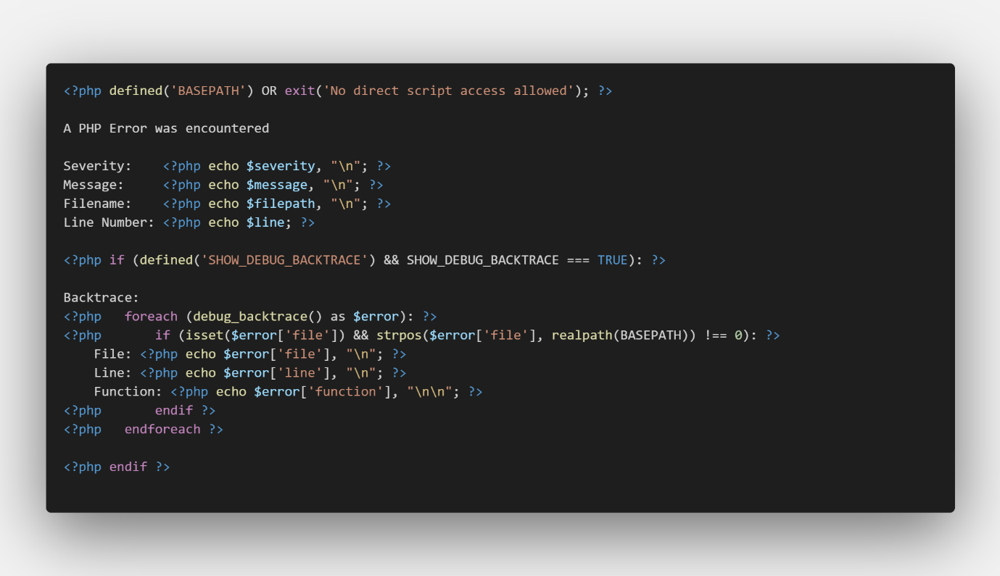 <?php defined('BASEPATH') OR exit('No direct script access allowed'); ?>

A PHP Error was encountered

Severity:    <?php echo $severity, "\n"; ?>
Message:     <?php echo $message, "\n"; ?>
Filename:    <?php echo $filepath, "\n"; ?>
Line Number: <?php echo $line; ?>

<?php if (defined('SHOW_DEBUG_BACKTRACE') && SHOW_DEBUG_BACKTRACE === TRUE): ?>

Backtrace:
<?php   foreach (debug_backtrace() as $error): ?>
<?php       if (isset($error['file']) && strpos($error['file'], realpath(BASEPATH)) !== 0): ?>
    File: <?php echo $error['file'], "\n"; ?>
    Line: <?php echo $error['line'], "\n"; ?>
    Function: <?php echo $error['function'], "\n\n"; ?>
<?php       endif ?>
<?php   endforeach ?>

<?php endif ?>